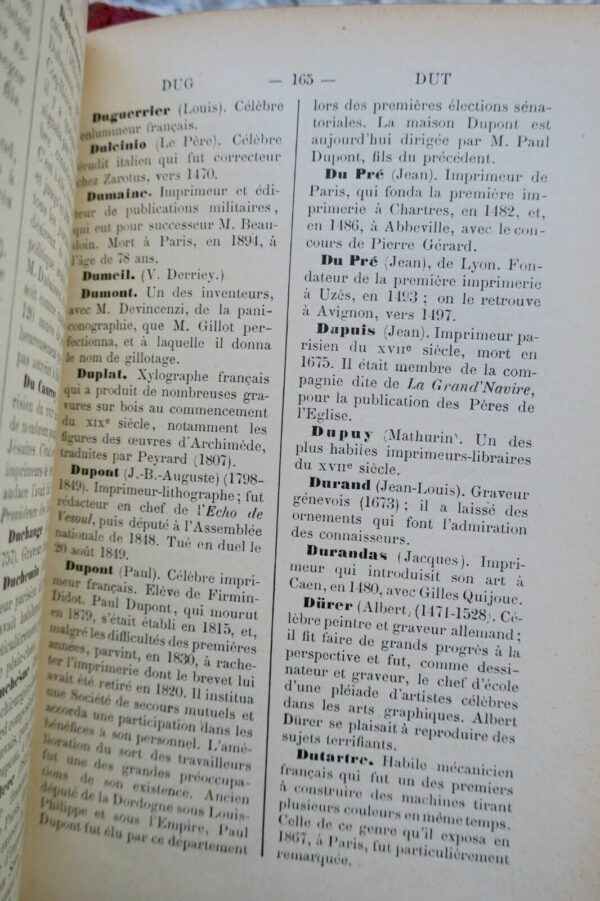 DUG — 165 — DUT
Duguerrier (Louis). Célèbre
enlumineur français.
Dulcinio (Le Père). Célèbre
érudit italien qui fut correcteur
chez Zarotus, vers 1470.
Dumaine. Imprimeur et édi-
teur de publications militaires,
qui eut pour successeur M. Beau-
doin. Mort à Paris, en 1894, à
l'âge de 78 ans.
Dumeil. (V. Derriey.)
Dumont. Un des inventeurs,
avec M. Devincenzi, de la pani-
conographie, que M. Gillot per-
fectionna, et à laquelle il donna
le nom de gillotage.
Duplat. Xylographe français
qui a produit de nombreuses gra-
vures sur bois au commencement
du XIXe siècle, notamment les
figures des œuvres d'Archimède,
traduites par Peyrard (1807).
Dupont (J.-B.-Auguste) (1798-
1849). Imprimeur-lithographe ; fut
rédacteur en chef de l'Echo de
Vesoul, puis député à l'Assemblée
nationale de 1848. Tué en duel le
20 août 1849.
Dupont (Paul). Célèbre impri-
meur français. Elève de Firmin-
Didot. Paul Dupont, qui mourut
en 1879, s'était établi en 1815, et,
malgré les difficultés des premières
années, parvint, en 1830, à rache-
ter l'imprimerie dont le brevet lui
avait été retiré en 1820. Il institua
une Société de secours mutuels et
accorda une participation dans les
bénéfices à son personnel. L'amé-
lioration du sort des travailleurs
fut une des grandes préoccupa-
tions de son existence. Ancien
député de la Dordogne sous Louis-
Philippe et sous l'Empire, Paul
Dupont fut élu par ce département
lors des premières élections séna-
toriales. La maison Dupont est
aujourd'hui dirigée par M. Paul
Dupont, fils du précédent.
Du Pré (Jean). Imprimeur de
Paris, qui fonda la première im-
primerie à Chartres, en 1482, et,
en 1486, à Abbeville, avec le con-
cours de Pierre Gérard.
Du Pré (Jean), de Lyon. Fon-
dateur de la première imprimerie
à Uzès, en 1493 ; on le retrouve
à Avignon, vers 1497.
Dapuis (Jean). Imprimeur pa-
risien du XVIIe siècle, mort en
1675. Il était membre de la com-
pagnie dite de La Grand'Navire,
pour la publication des Pères de
l'Eglise.
Dupuy (Mathurin). Un des
plus habiles imprimeurs-libraires
du XVIIe siècle.
Durand (Jean-Louis). Graveur
génevois (1673) ; il a laissé des
ornements qui font l'admiration
des connaisseurs.
Durandas (Jacques). Impri-
meur qui introduisit son art à
Caen, en 1480, avec Gilles Quijoue.
Dürer (Albert) (1471-1528). Cé-
lèbre peintre et graveur allemand ;
il fit faire de grands progrès à la
perspective et fut, comme dessi-
nateur et graveur, le chef d'école
d'une pléiade d'artistes célèbres
dans les arts graphiques. Albert
Dürer se plaisait à reproduire des
sujets terrifiants.
Dutartre. Habile mécanicien
français qui fut un des premiers
à construire des machines tirant
plusieurs couleurs en même temps.
Celle de ce genre qu'il exposa en
1867, à Paris, fut particulièrement
remarquée.